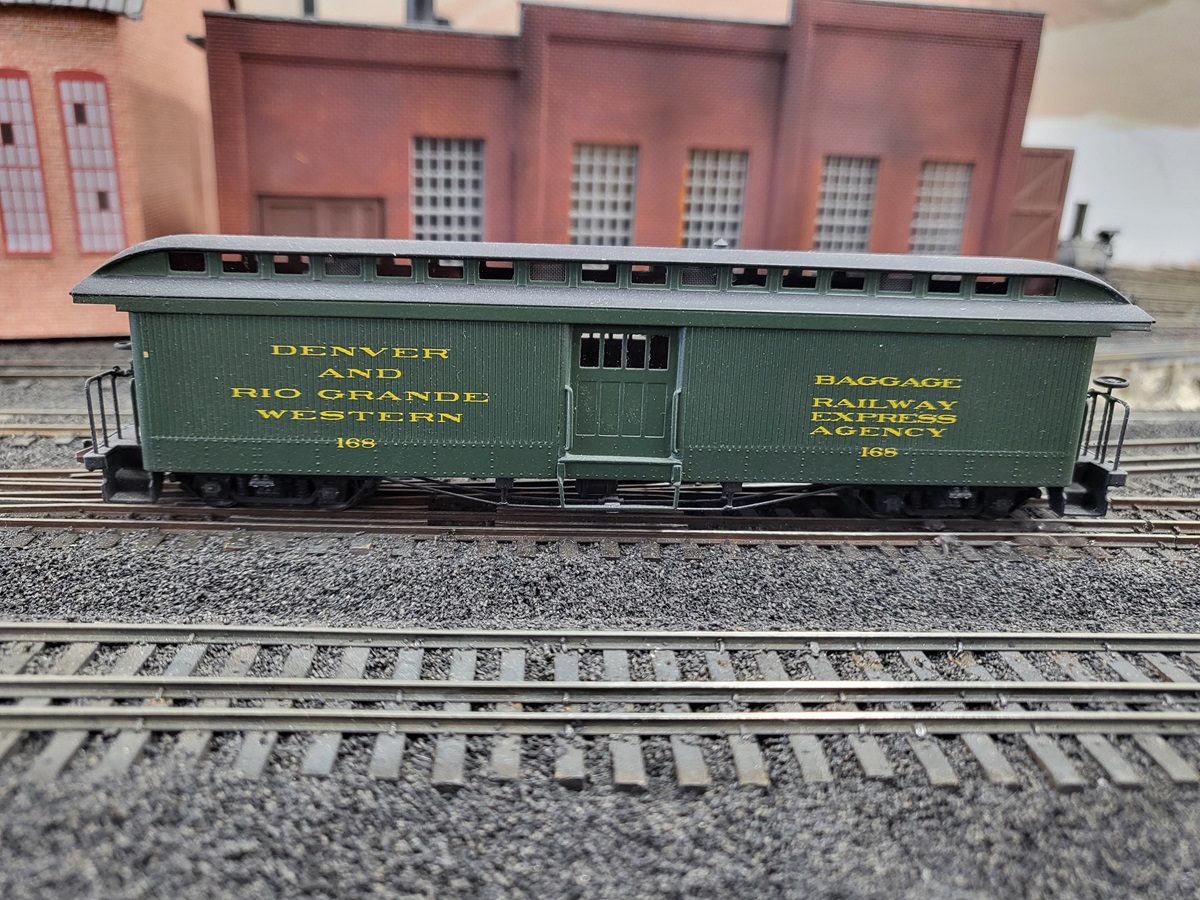 DENVER
AND
RIO GRANDE
WESTERN
168
BAGGAGE
RAILWAY
EXPRESS
AGENCY
168